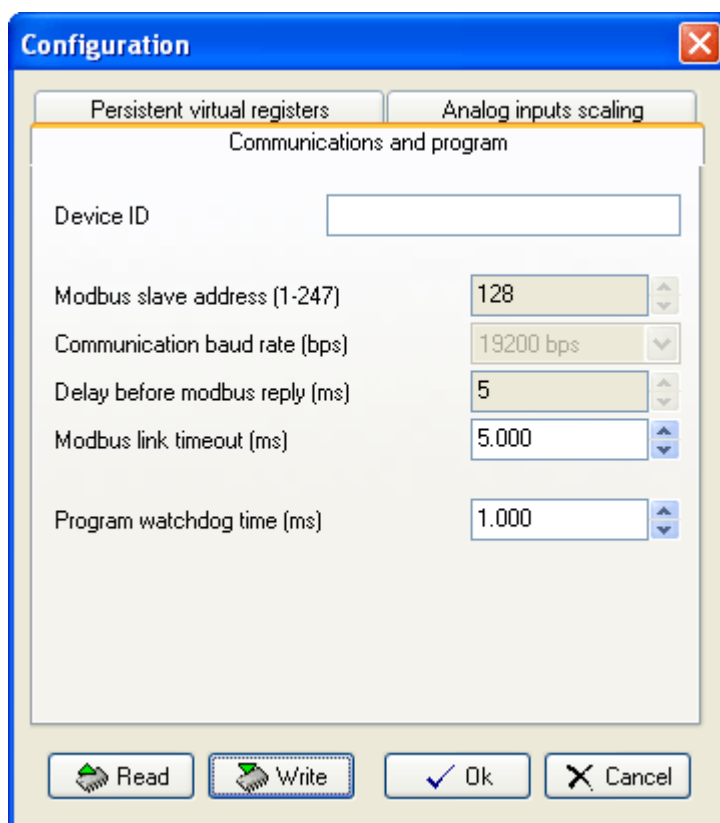 Configuration
Persistent virtual registers
Analog inputs scaling
Communications and program
Device ID
Modbus slave address (1-247) 128
Communication baud rate (bps) 19200 bps
Delay before modbus reply (ms) 5
Modbus link timeout (ms) 5.000
Program watchdog time (ms) 1.000
Read Write Ok Cancel